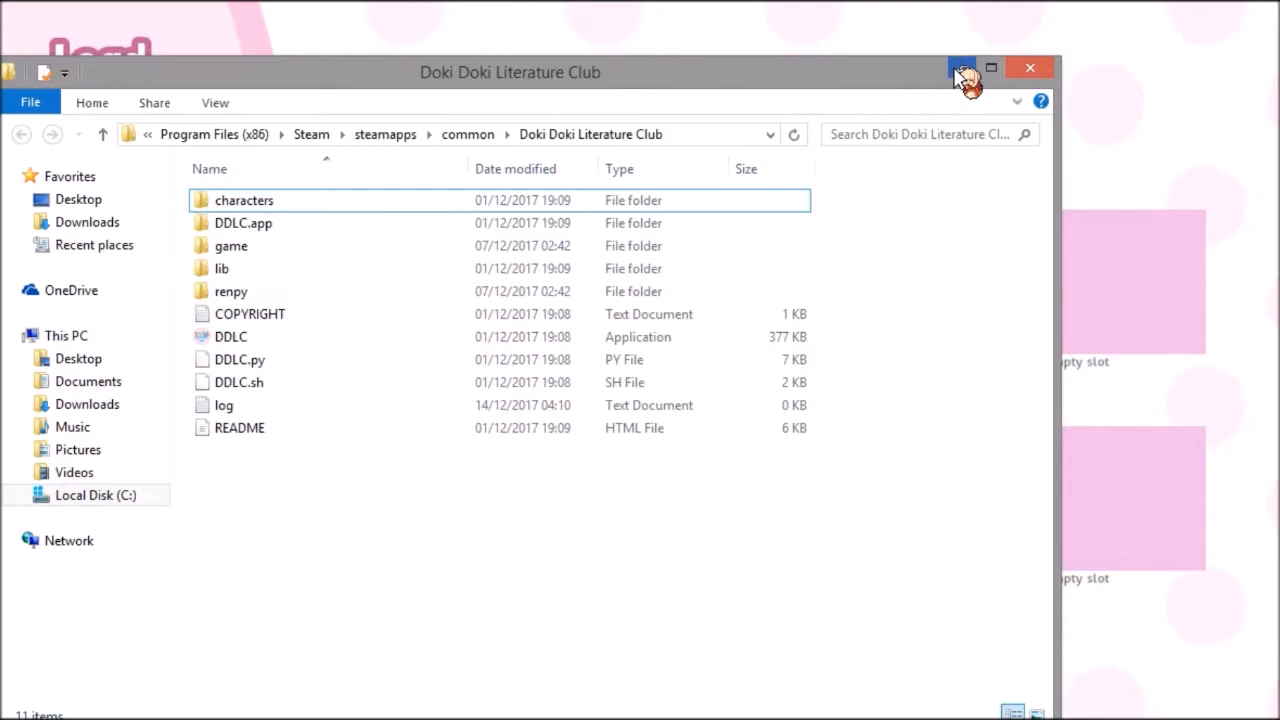 Load
Doki Doki Literature Club
File Home Share View
« Program Files (x86) Steam steamapps common Doki Doki Literature Club Search Doki Doki Literature Cl...
Name Date modified Type Size
Favorites
Desktop
Downloads
Recent places
OneDrive
This PC
Desktop
Documents
Downloads
Music
Pictures
Videos
Local Disk (C:)
Network
characters 01/12/2017 19:09 File folder
DDLC.app 01/12/2017 19:09 File folder
game 07/12/2017 02:42 File folder
lib 01/12/2017 19:09 File folder
renpy 07/12/2017 02:42 File folder
COPYRIGHT 01/12/2017 19:08 Text Document 1 KB
DDLC 01/12/2017 19:08 Application 377 KB
DDLC.py 01/12/2017 19:08 PY File 7 KB
DDLC.sh 01/12/2017 19:08 SH File 2 KB
log 14/12/2017 04:10 Text Document 0 KB
README 01/12/2017 19:09 HTML File 6 KB
pty slot
pty slot
11 items